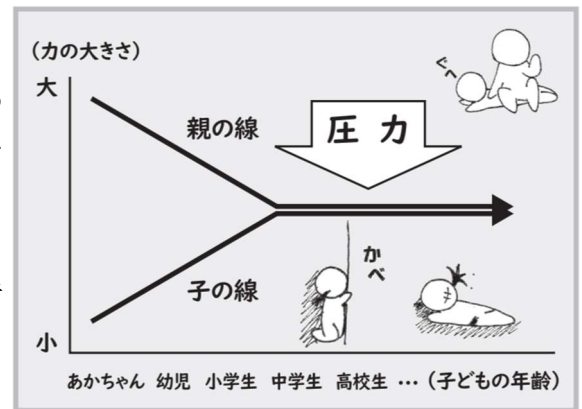 (力の大きさ)
大
ぐへ
親の線
圧力
かべ
子の線
小
あかちゃん 幼児 小学生 中学生 高校生 … (子どもの年齢)